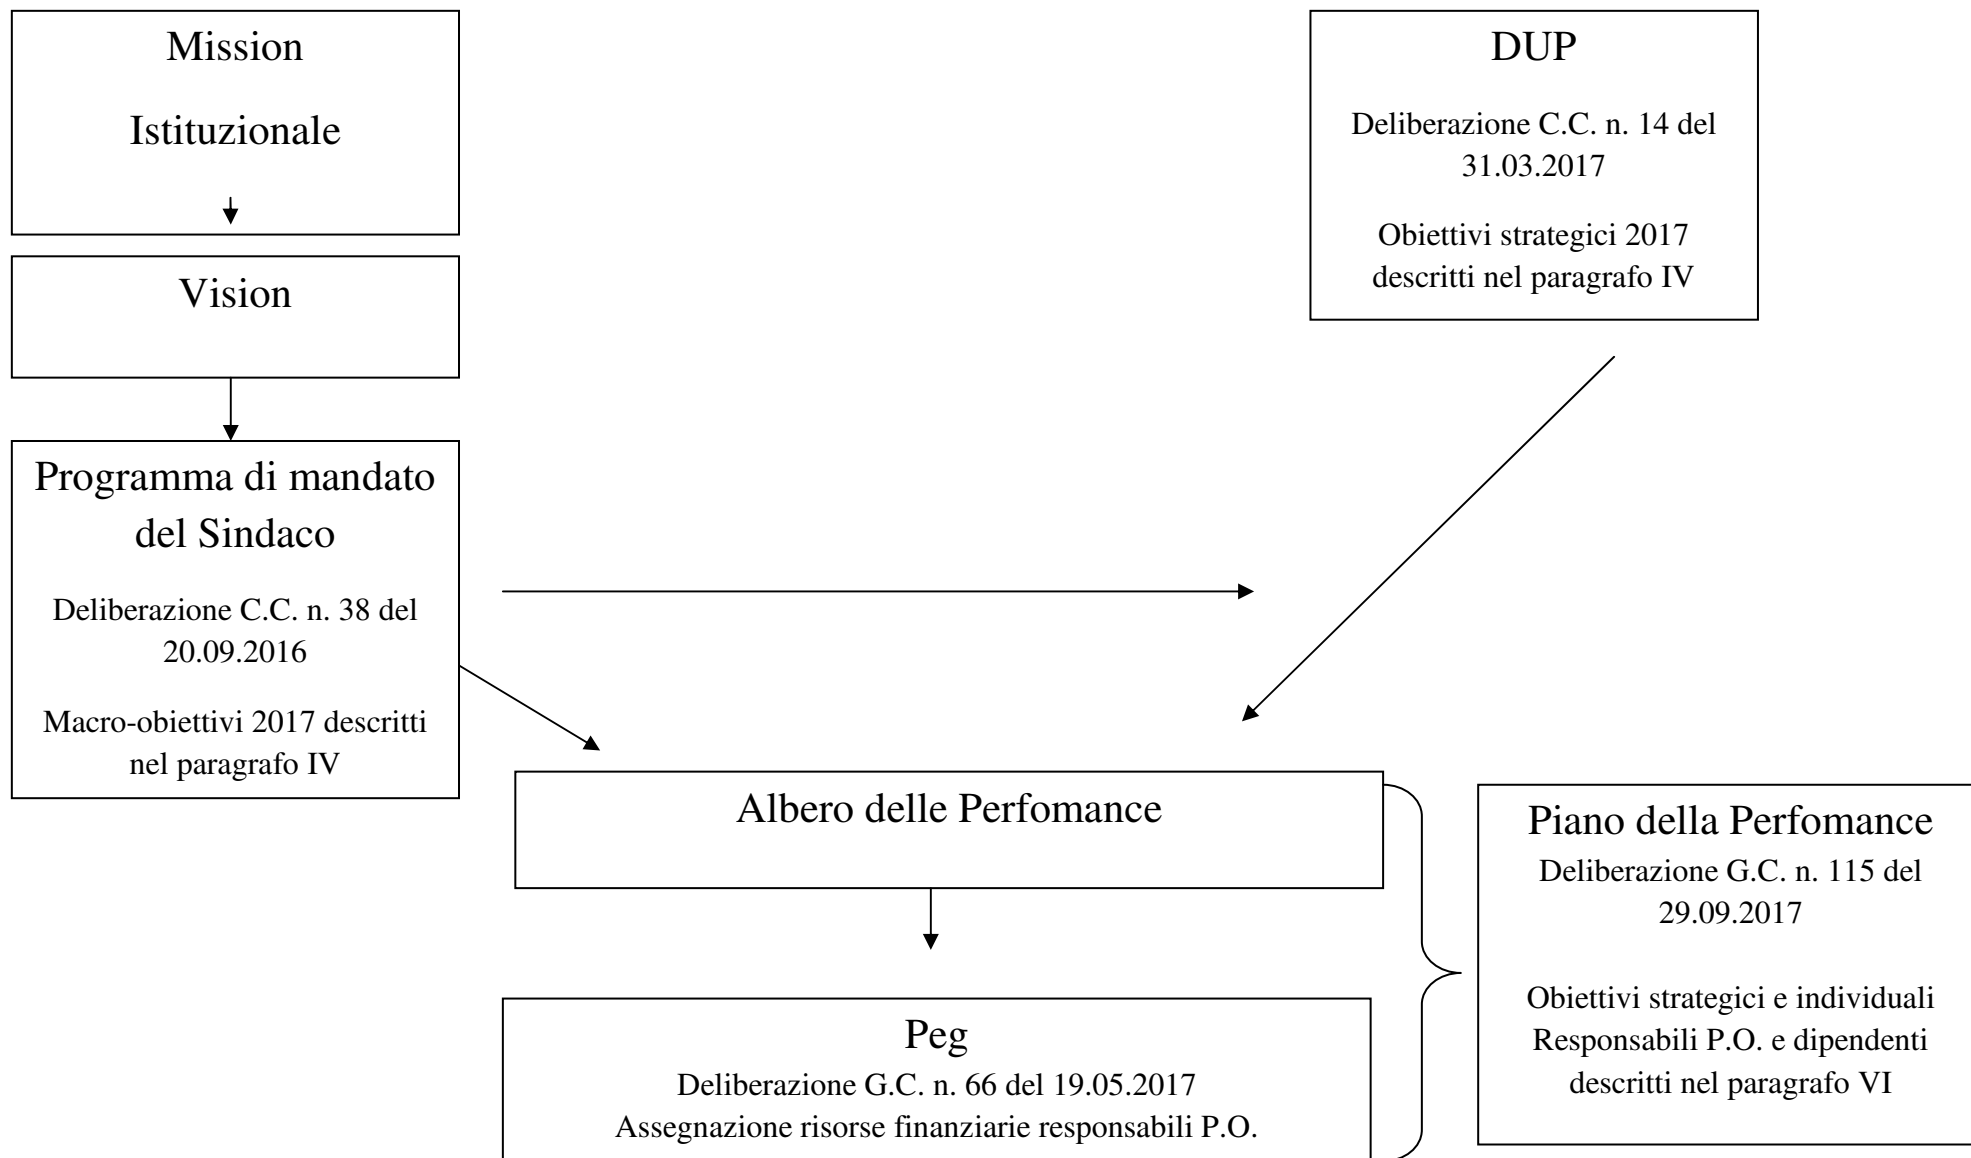 Mission
Istituzionale
Vision
Programma di mandato
del Sindaco
Deliberazione C.C. n. 38 del
20.09.2016
Macro-obiettivi 2017 descritti
nel paragrafo IV
DUP
Deliberazione C.C. n. 14 del
31.03.2017
Obiettivi strategici 2017
descritti nel paragrafo IV
Albero delle Perfomance
Peg
Deliberazione G.C. n. 66 del 19.05.2017
Assegnazione risorse finanziarie responsabili P.O.
Piano della Perfomance
Deliberazione G.C. n. 115 del
29.09.2017
Obiettivi strategici e individuali
Responsabili P.O. e dipendenti
descritti nel paragrafo VI